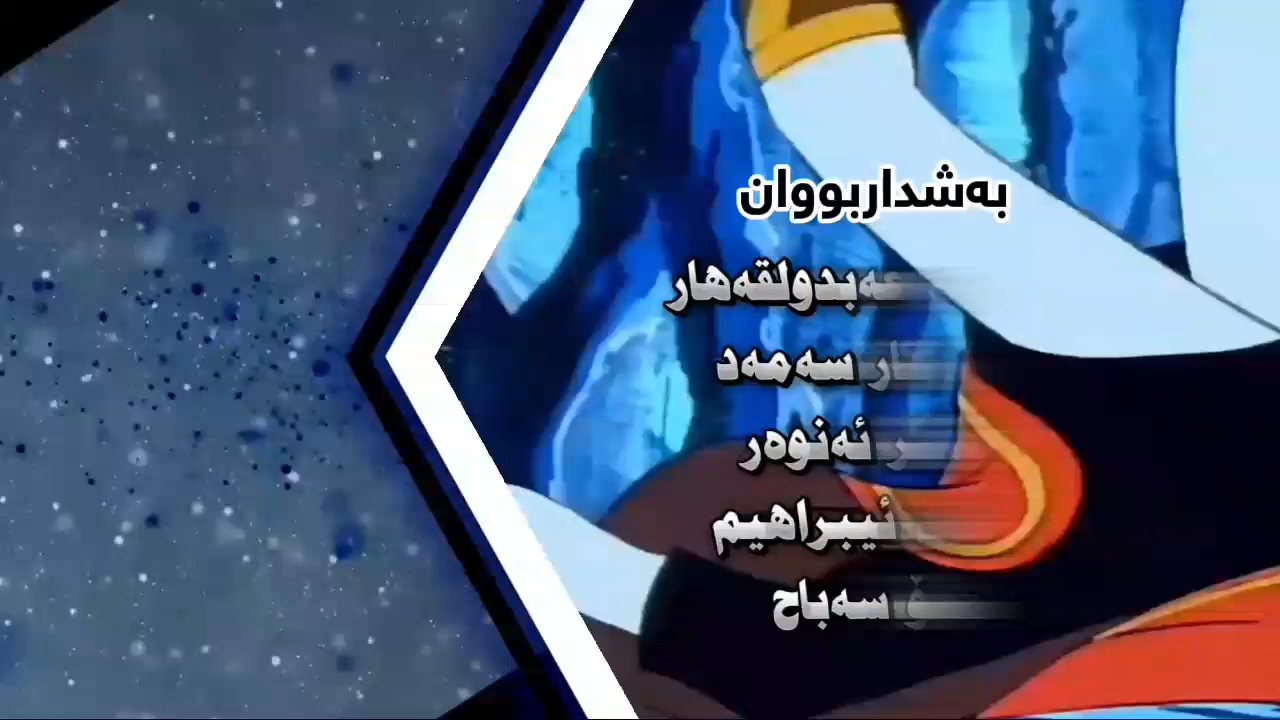 بەشداربووان
عەبدولقەهار
سەمەد
ئەنوەر
ئیبراهیم
سەباح